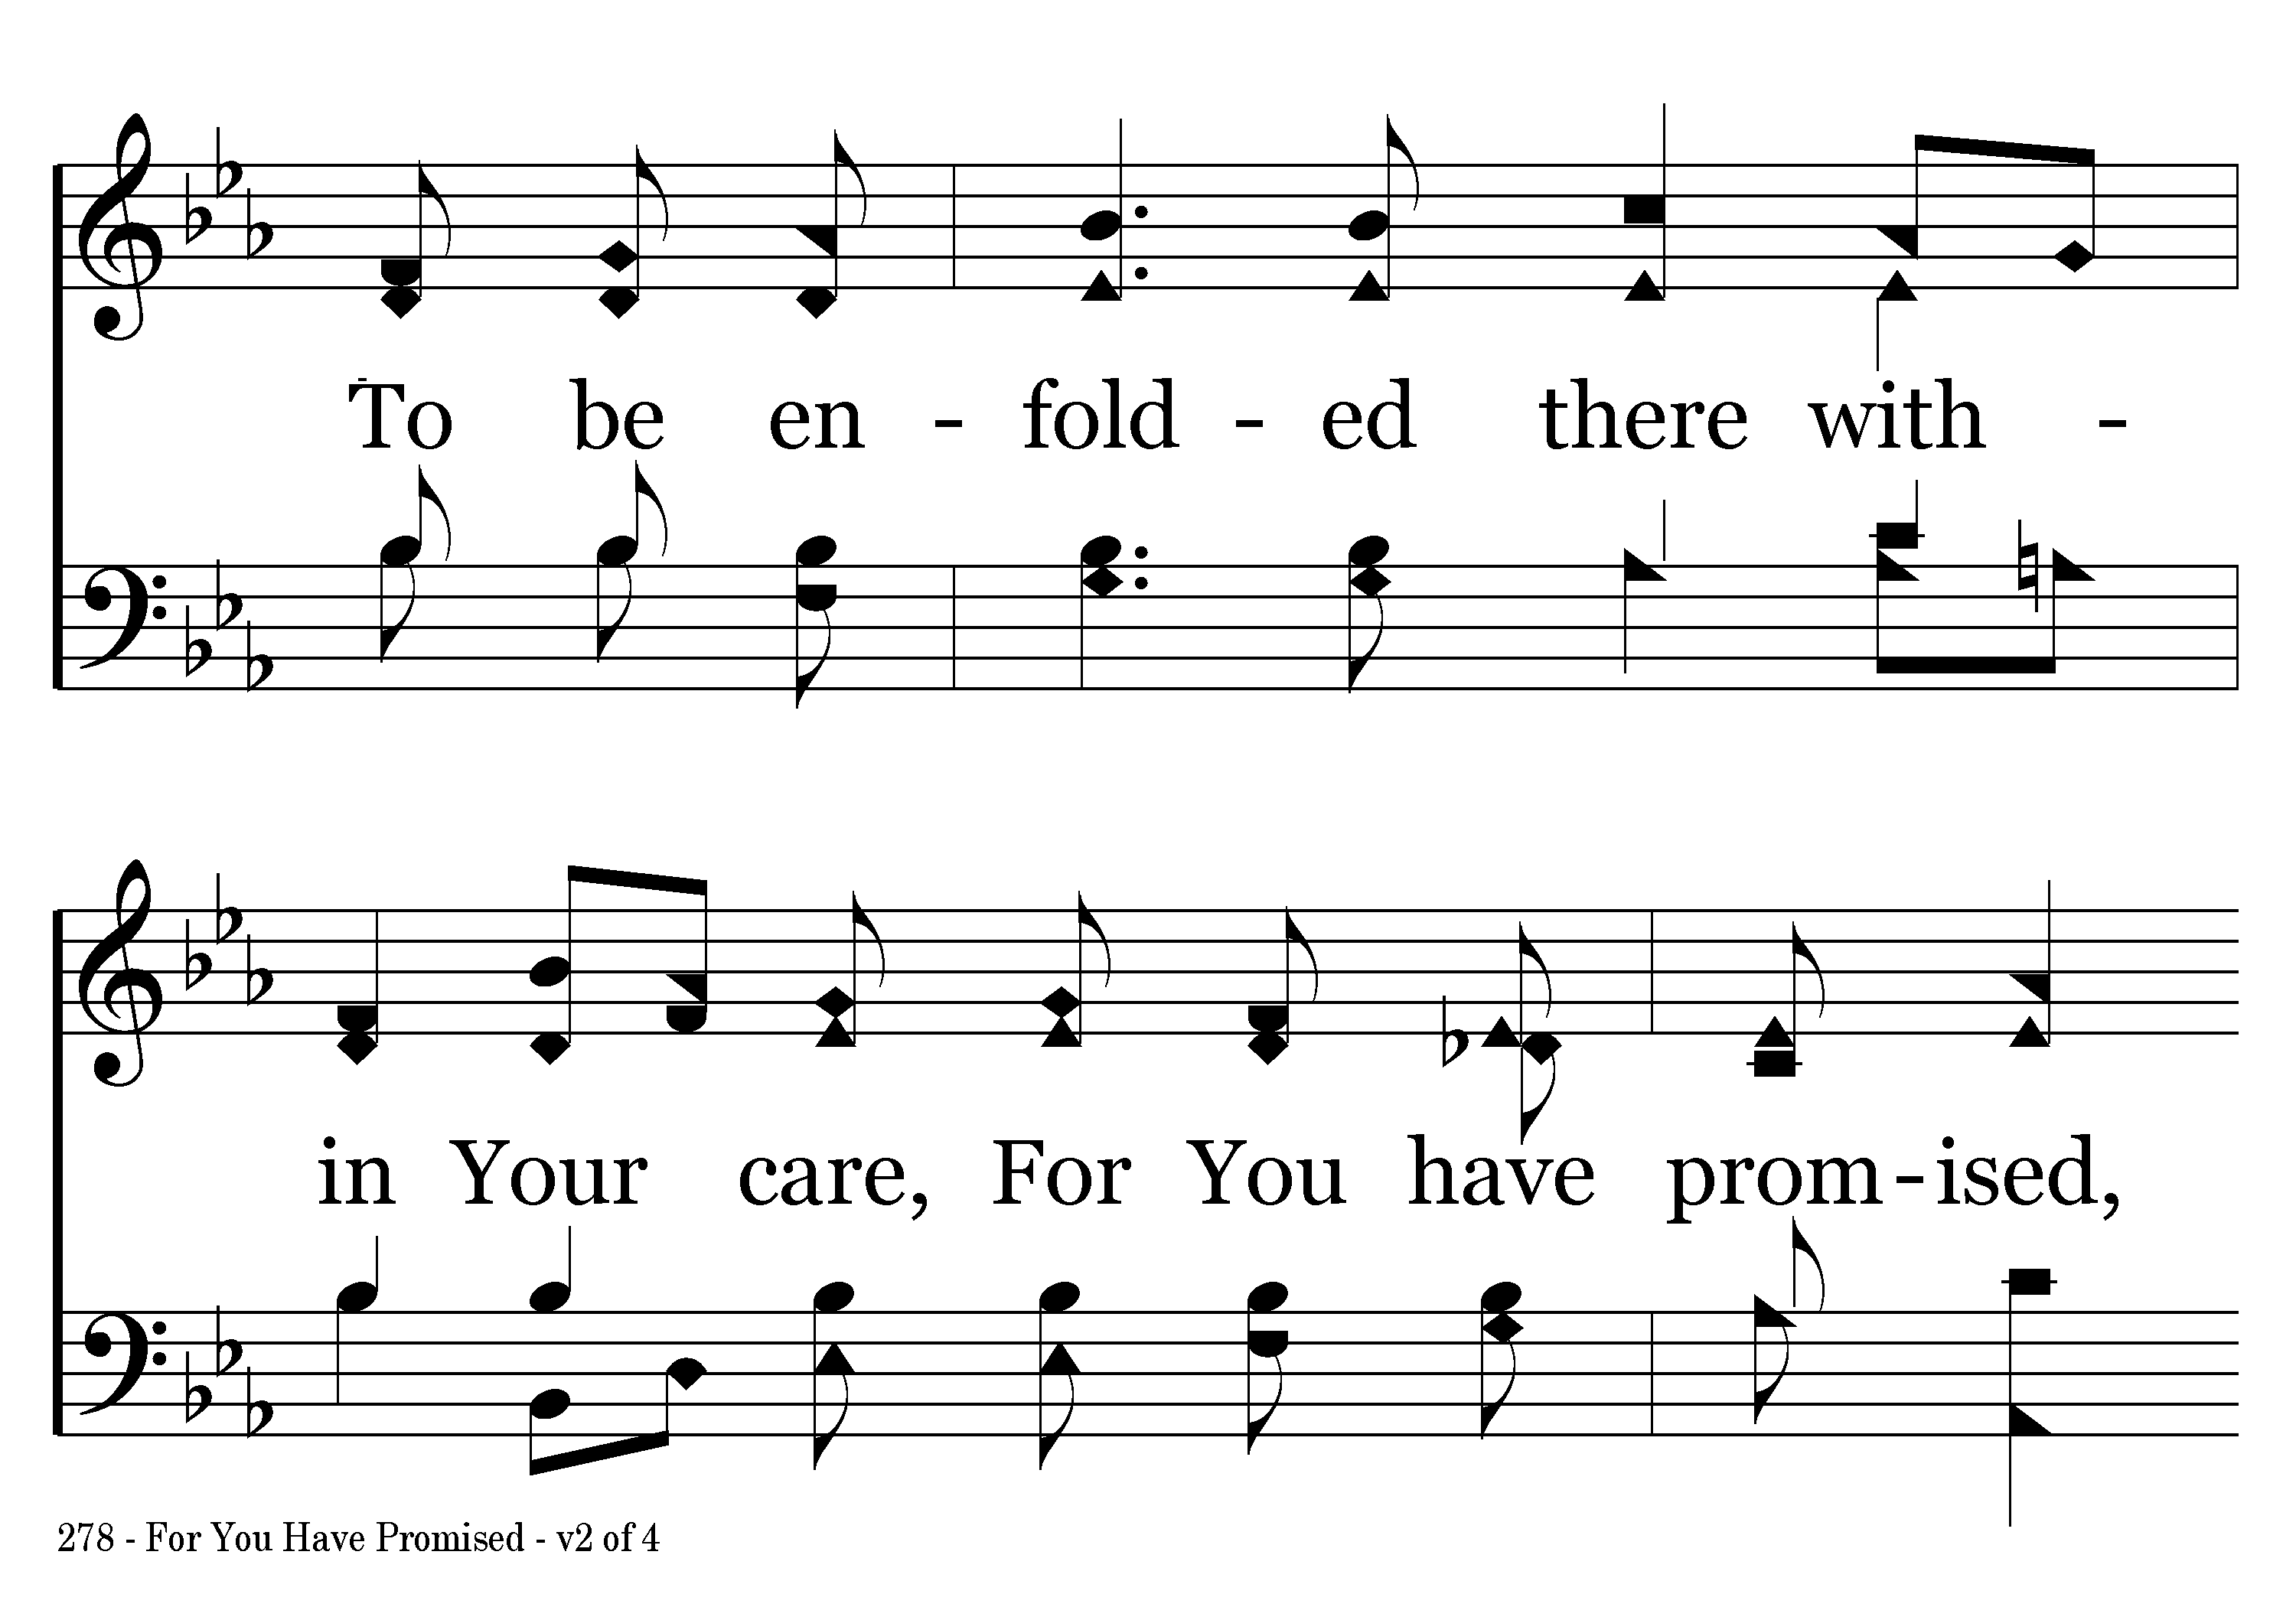 To be en - fold - ed there with -
in Your care, For You have prom - ised,
278 - For You Have Promised - v2 of 4